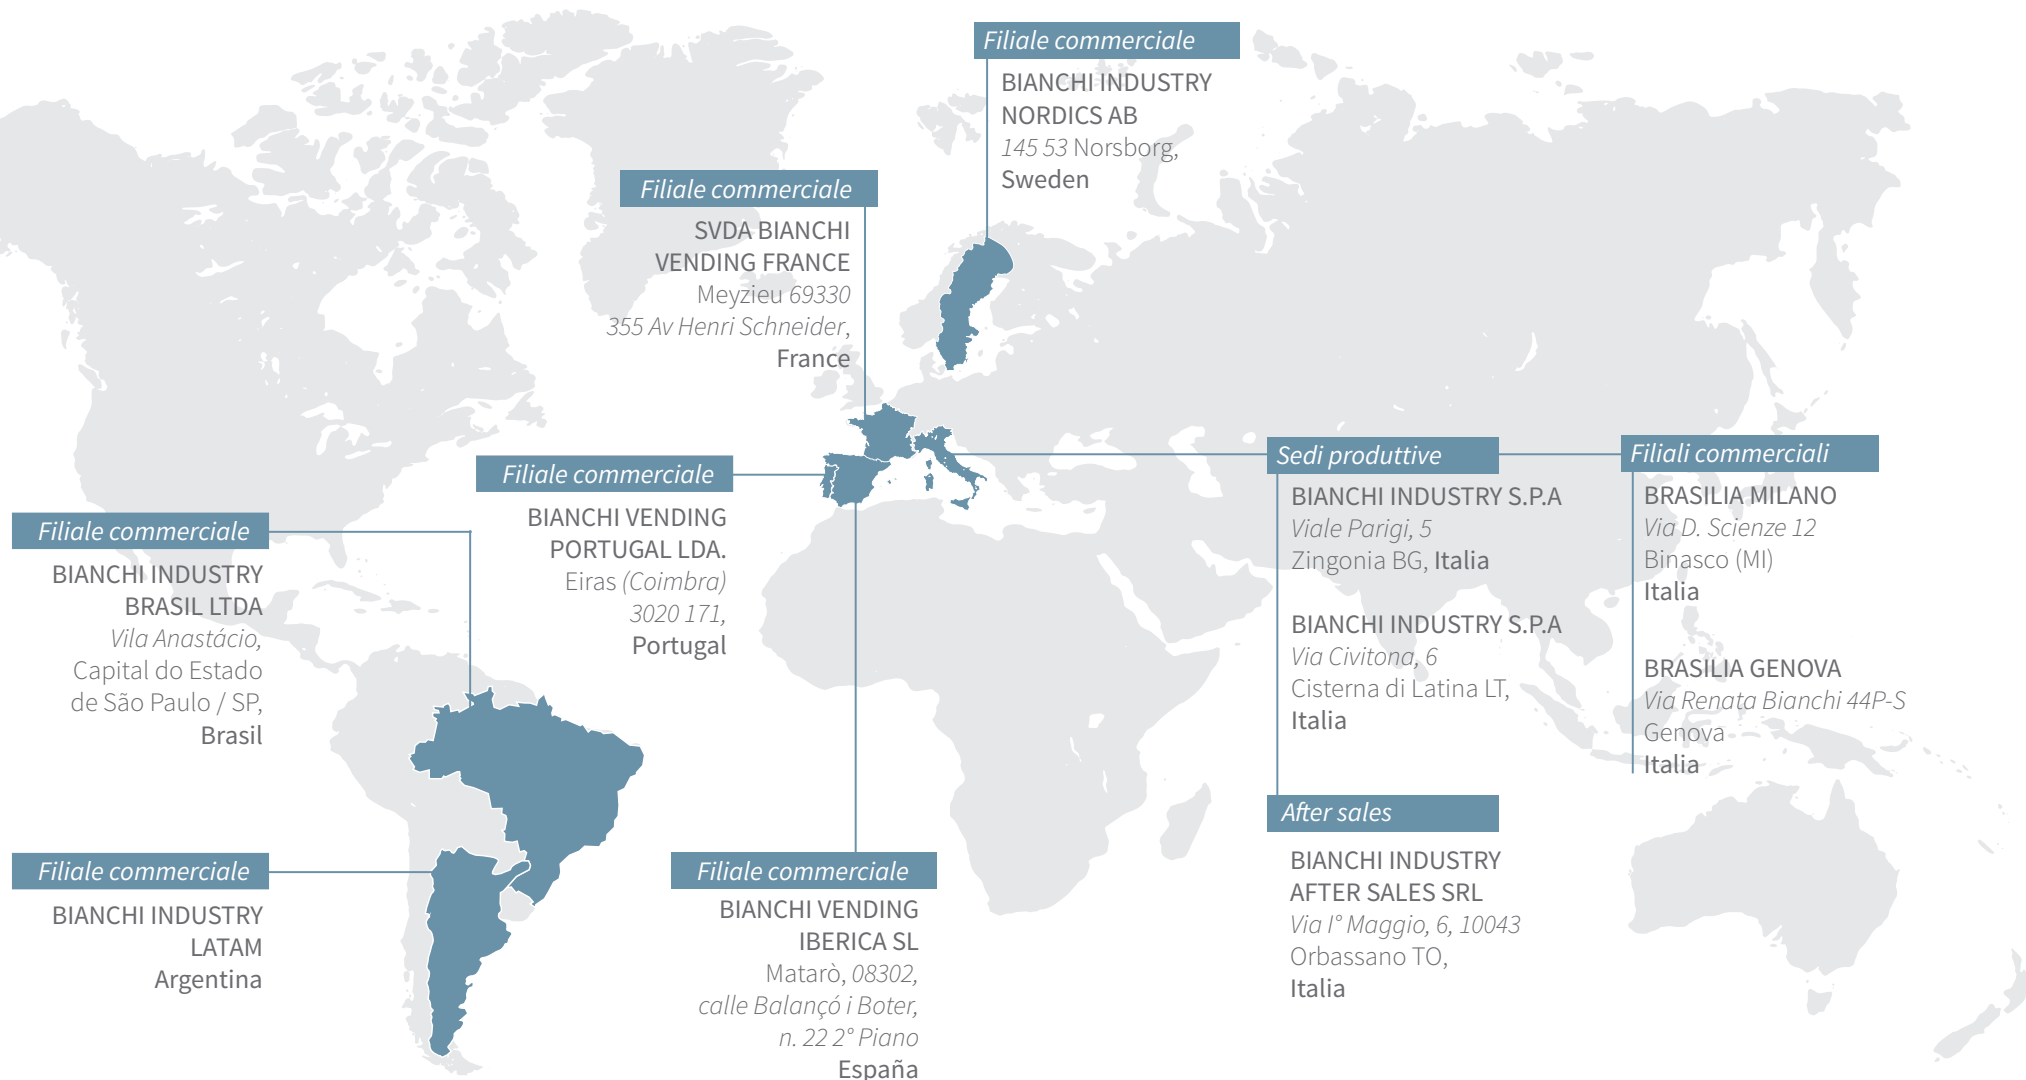 Filiale commerciale
BIANCHI INDUSTRY
NORDICS AB
145 53 Norsborg,
Sweden
Filiale commerciale
SVDA BIANCHI
VENDING FRANCE
Meyzieu 69330
355 Av Henri Schneider,
France
Filiale commerciale
BIANCHI VENDING
PORTUGAL LDA.
Eiras (Coimbra)
3020 171,
Portugal
Filiale commerciale
BIANCHI INDUSTRY
BRASIL LTDA
Vila Anastácio,
Capital do Estado
de São Paulo / SP,
Brasil
Filiale commerciale
BIANCHI INDUSTRY
LATAM
Argentina
Filiale commerciale
BIANCHI VENDING
IBERICA SL
Matarò, 08302,
calle Balançó i Boter,
n. 22 2° Piano
España
Sedi produttive
BIANCHI INDUSTRY S.P.A
Viale Parigi, 5
Zingonia BG, Italia
BIANCHI INDUSTRY S.P.A
Via Civitona, 6
Cisterna di Latina LT,
Italia
After sales
BIANCHI INDUSTRY
AFTER SALES SRL
Via I° Maggio, 6, 10043
Orbassano TO,
Italia
Filiali commerciali
BRASILIA MILANO
Via D. Scienze 12
Binasco (MI)
Italia
BRASILIA GENOVA
Via Renata Bianchi 44P-S
Genova
Italia